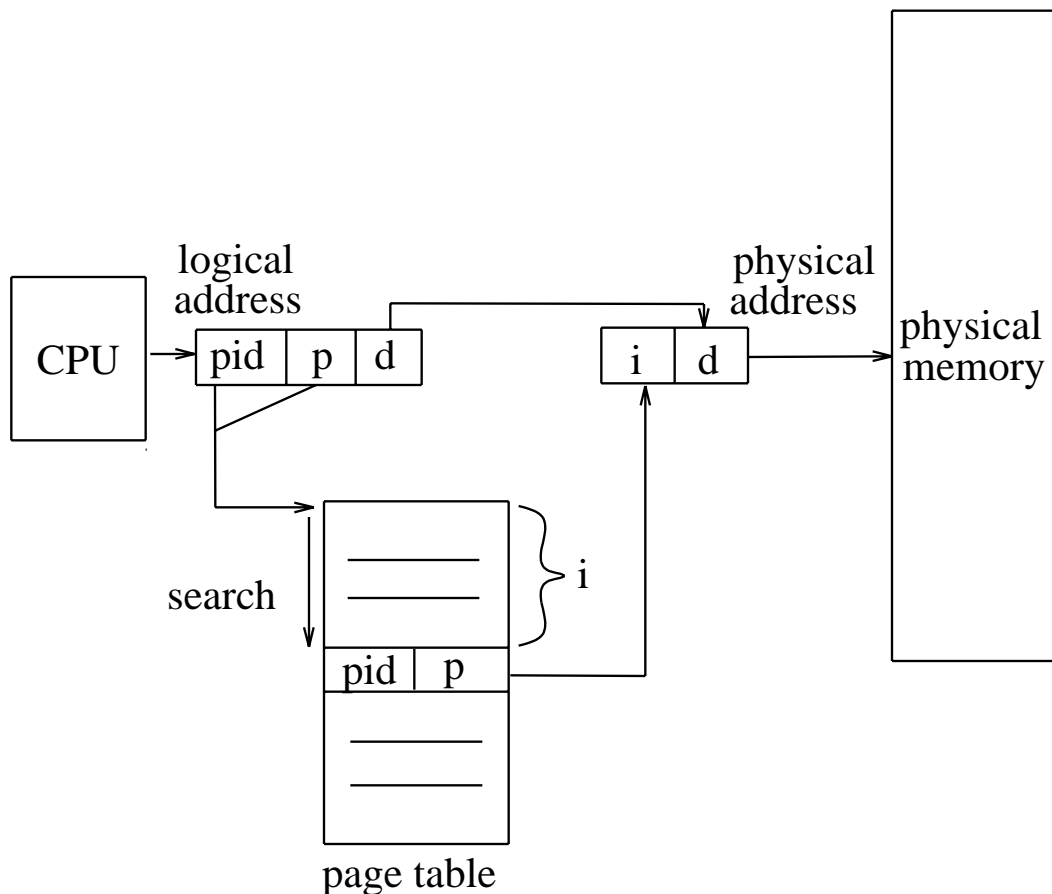 logical
address
physical
address
CPU
pid p d
i d
physical
memory
search
i
pid p
page table